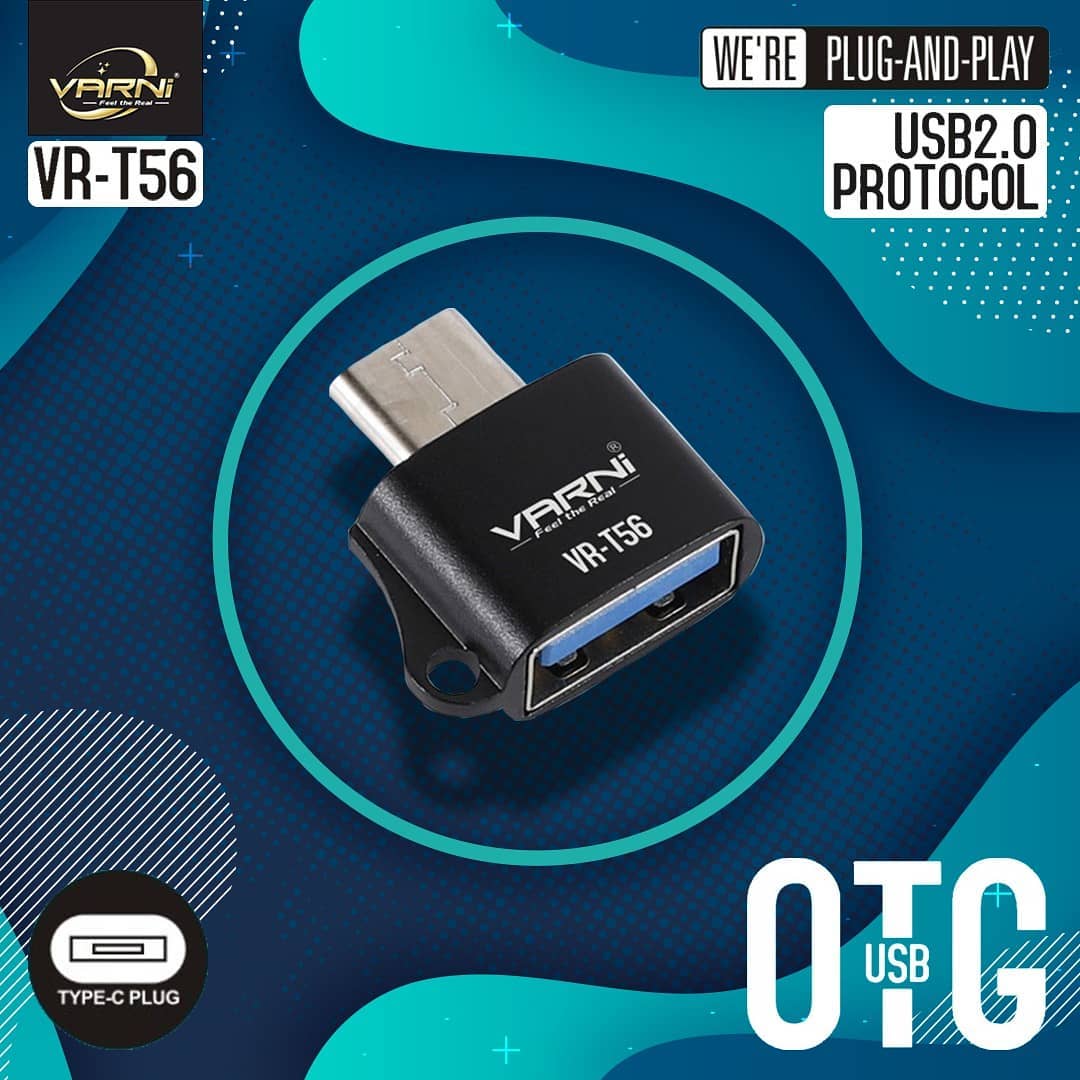 VARNi®
Feel the Real
VR-T56
WE'RE PLUG-AND-PLAY
USB2.0
PROTOCOL
VARNi®
Feel the Real
VR-T56
TYPE-C PLUG
OTG
USB